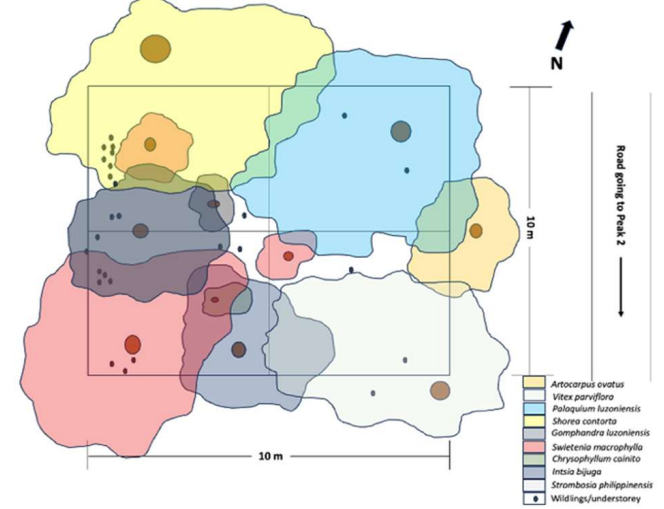 N
Road going to Peak 2
10 m
10 m
Artocarpus ovatus
Vitex parviflora
Palaquium luzoniensis
Shorea contorta
Gomphandra luzoniensis
Swietenia macrophylla
Chrysophyllum cainito
Intsia bijuga
Strombosia philippinensis
Wildlings/understorey